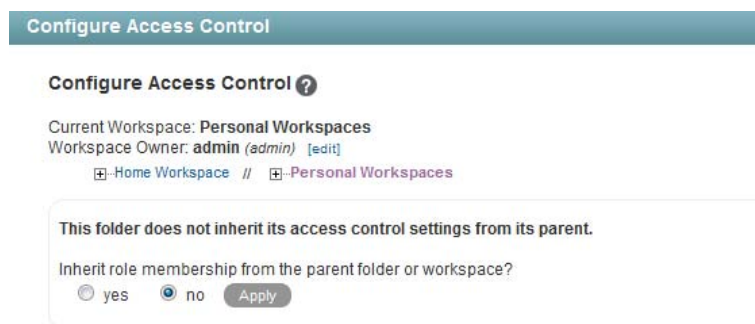 Configure Access Control
Configure Access Control ?
Current Workspace: Personal Workspaces
Workspace Owner: admin (admin) [edit]
Home Workspace // Personal Workspaces
This folder does not inherit its access control settings from its parent.
Inherit role membership from the parent folder or workspace?
yes no Apply